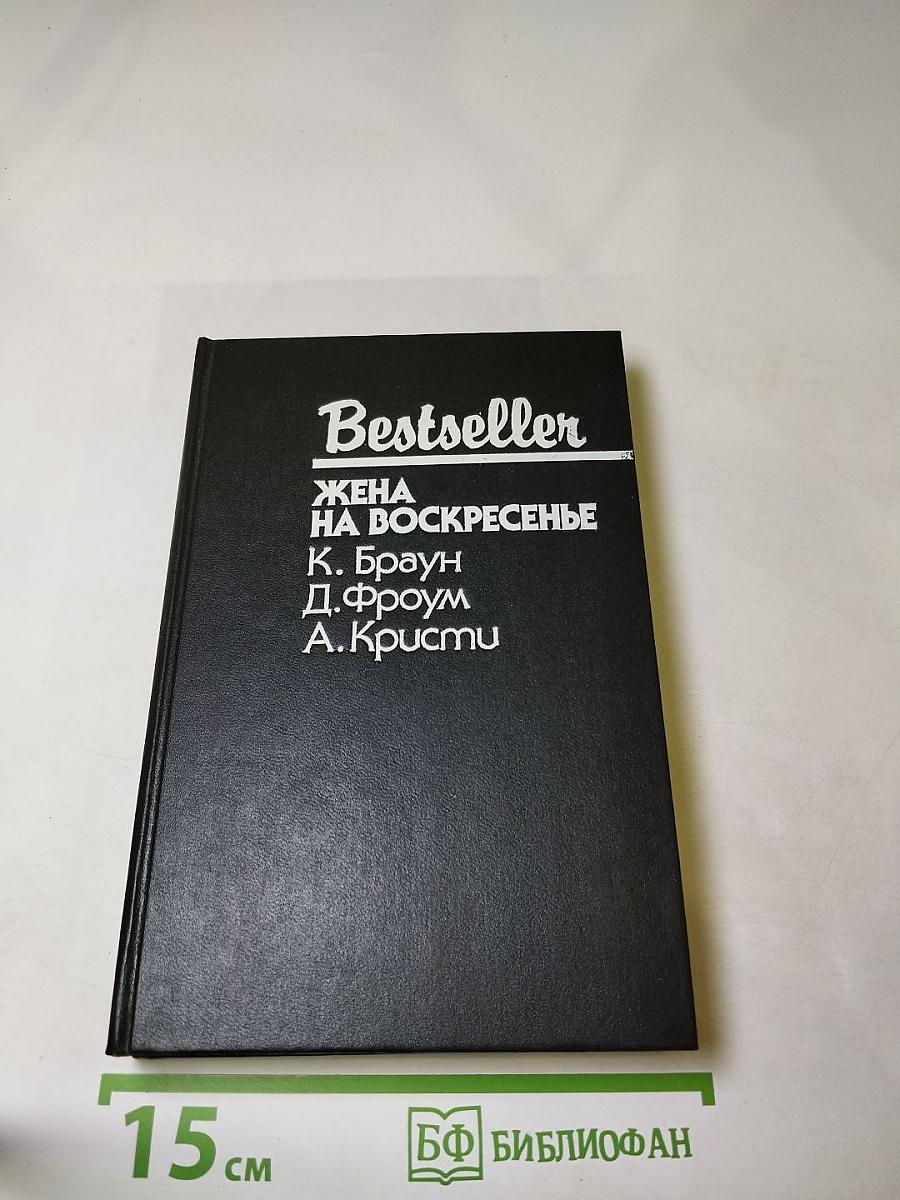 Bestseller
ЖЕНА
НА ВОСКРЕСЕНЬЕ
К. Браун
Д. Фроум
А. Кристи
15 см
БФ БИБЛИОФАН